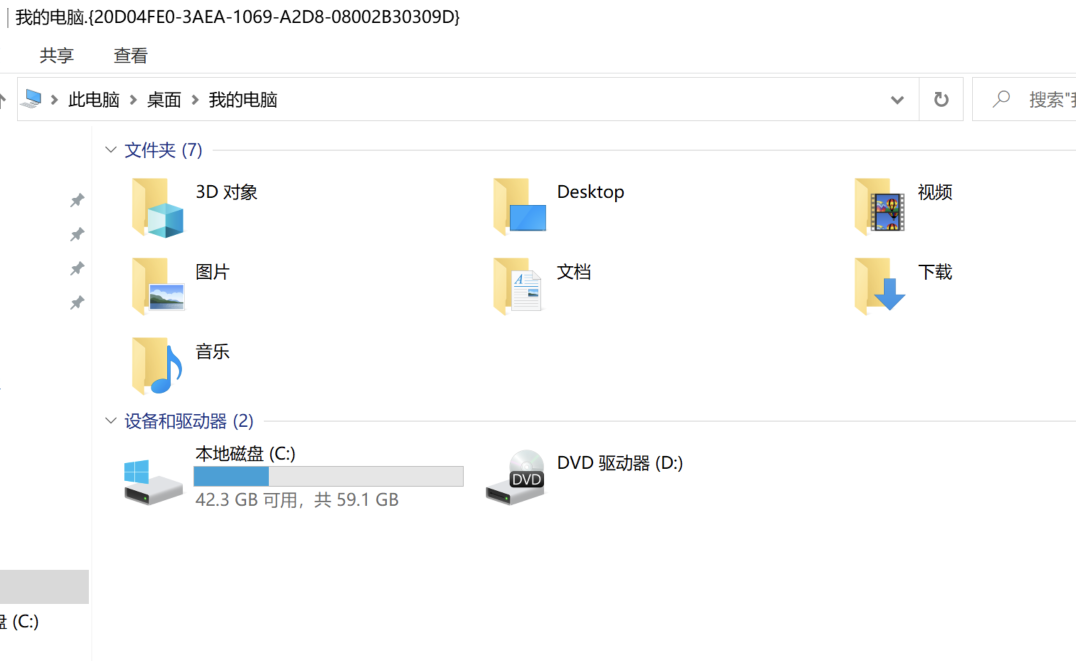 我的电脑.{20D04FE0-3AEA-1069-A2D8-08002B30309D}
共享 查看
此电脑 桌面 我的电脑 搜索"
文件夹 (7)
3D 对象 Desktop 视频
图片 文档 下载
音乐
设备和驱动器 (2)
本地磁盘 (C:)
DVD DVD 驱动器 (D:)
42.3 GB 可用，共 59.1 GB
盘 (C:)